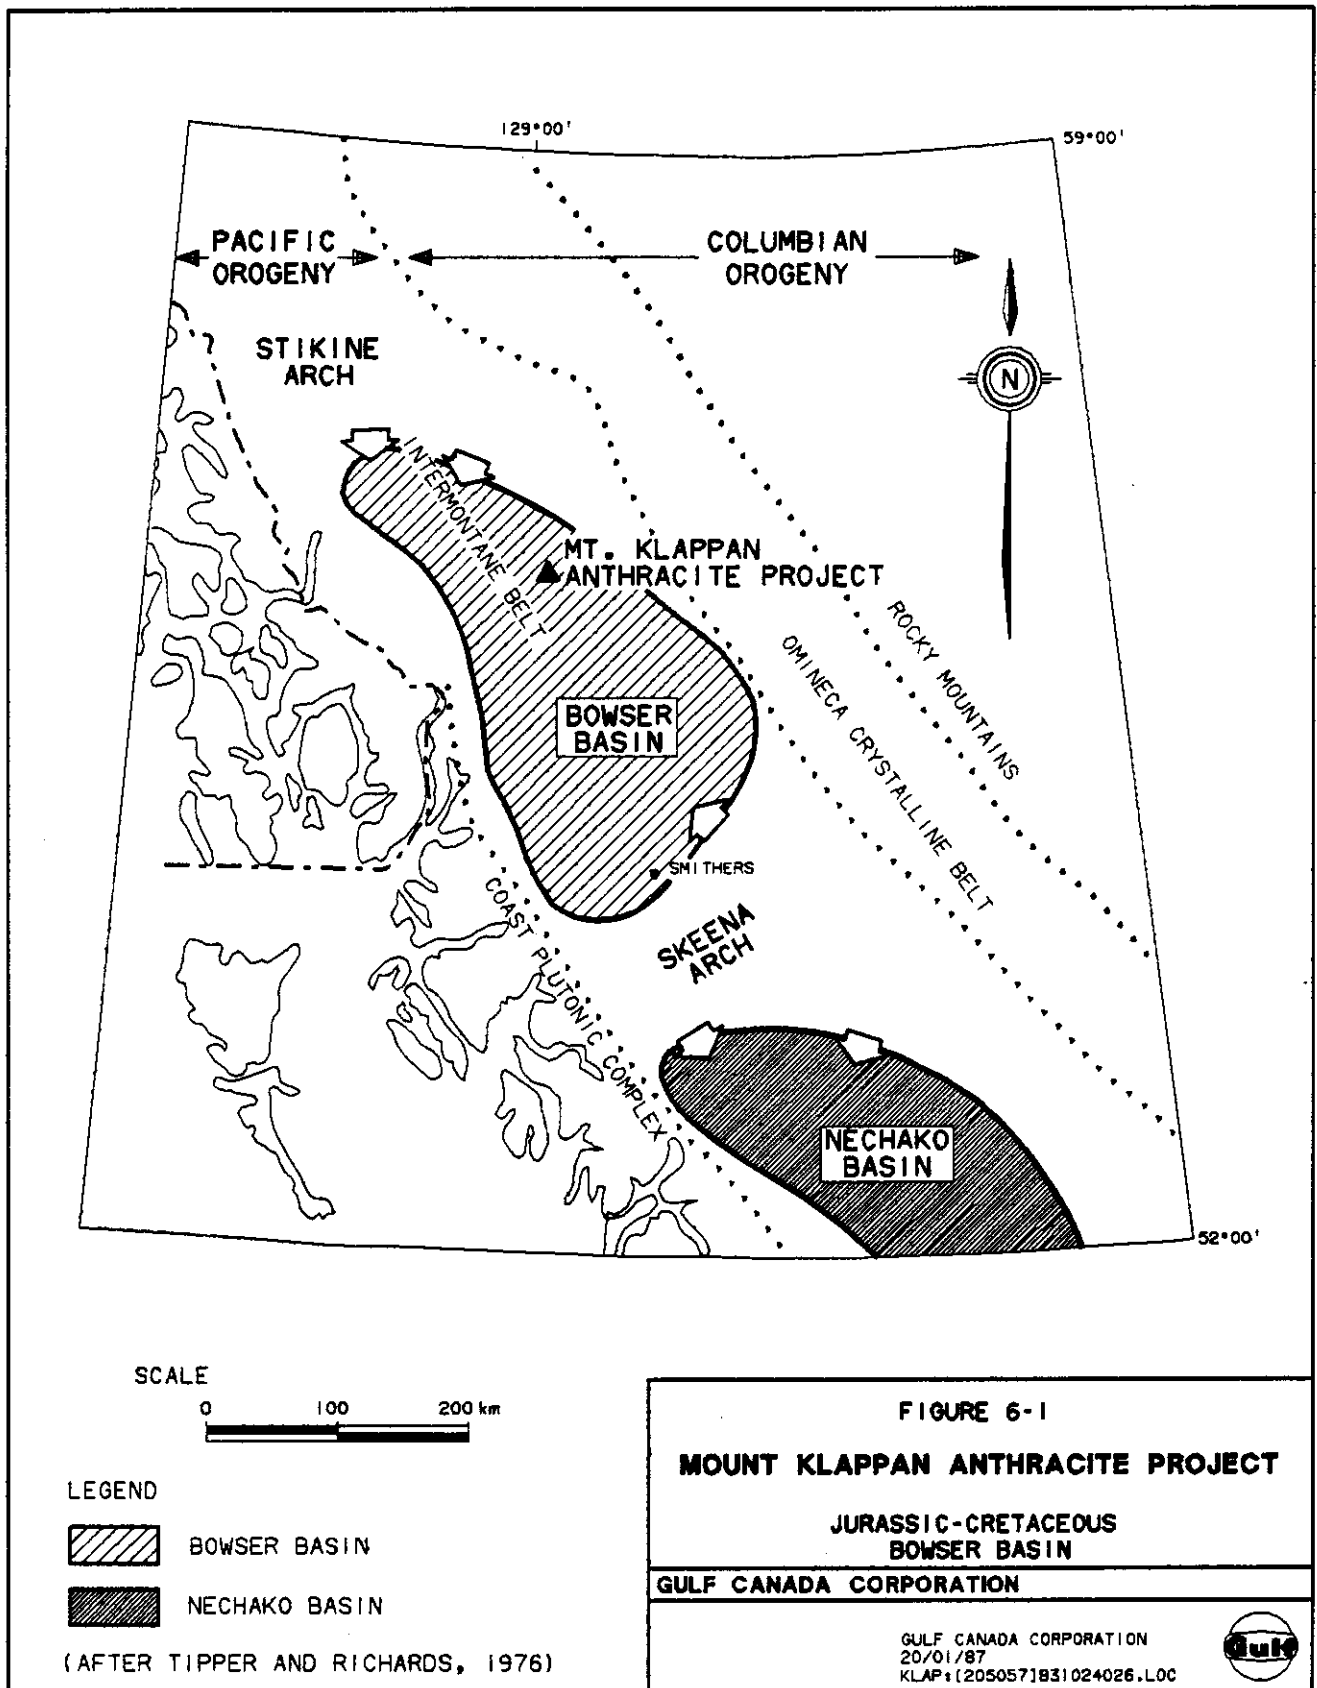 129°00'
59°00'
PACIFIC
OROGENY
COLUMBIAN
OROGENY
STIKINE
ARCH
N
INTERMONTANE BELT
MT. KLAPPAN
ANTHRACITE PROJECT
ROCKY MOUNTAINS
OMINECA CRYSTALLINE BELT
BOWSER
BASIN
SMITHERS
COAST PLUTONIC COMPLEX
SKEENA
ARCH
NECHAKO
BASIN
52°00'
SCALE
0 100 200 km
LEGEND
BOWSER BASIN
NECHAKO BASIN
(AFTER TIPPER AND RICHARDS, 1976)
FIGURE 6-1
MOUNT KLAPPAN ANTHRACITE PROJECT
JURASSIC-CRETACEOUS
BOWSER BASIN
GULF CANADA CORPORATION
GULF CANADA CORPORATION
20/01/87
KLAP:[205057]831024026.LOC
Gulf